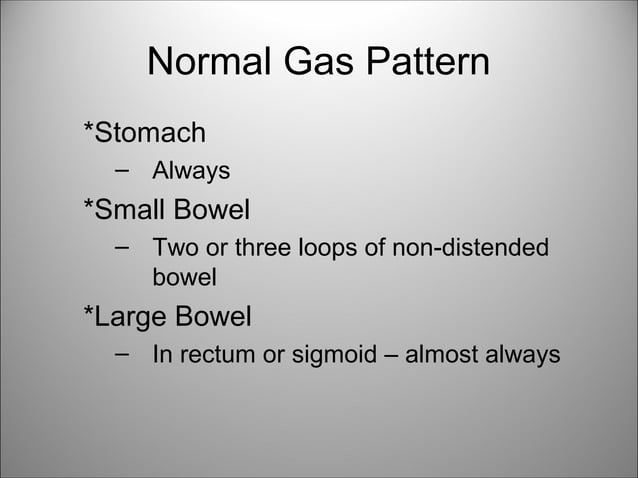 Normal Gas Pattern
*Stomach
– Always
*Small Bowel
– Two or three loops of non-distended
bowel
*Large Bowel
– In rectum or sigmoid – almost always